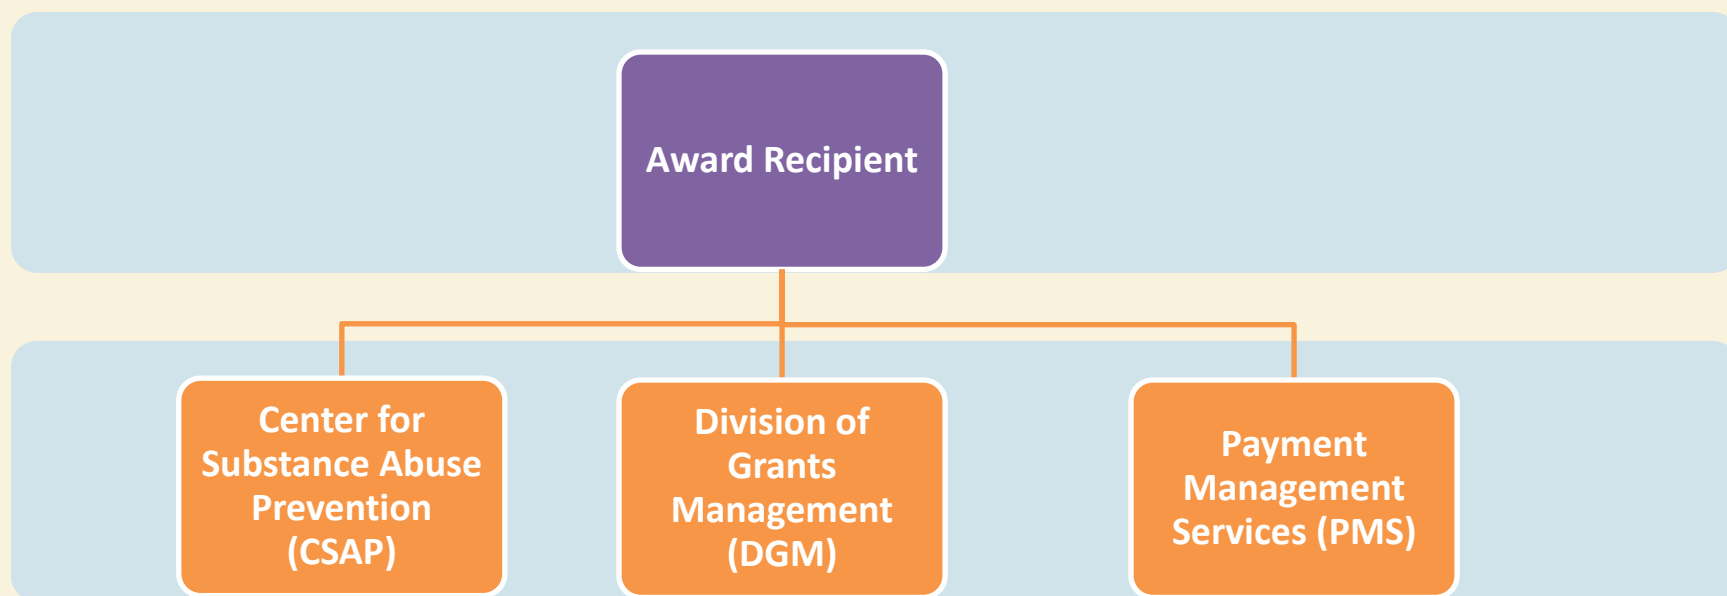 Award Recipient
Center for
Substance Abuse
Prevention
(CSAP)
Division of
Grants
Management
(DGM)
Payment
Management
Services (PMS)